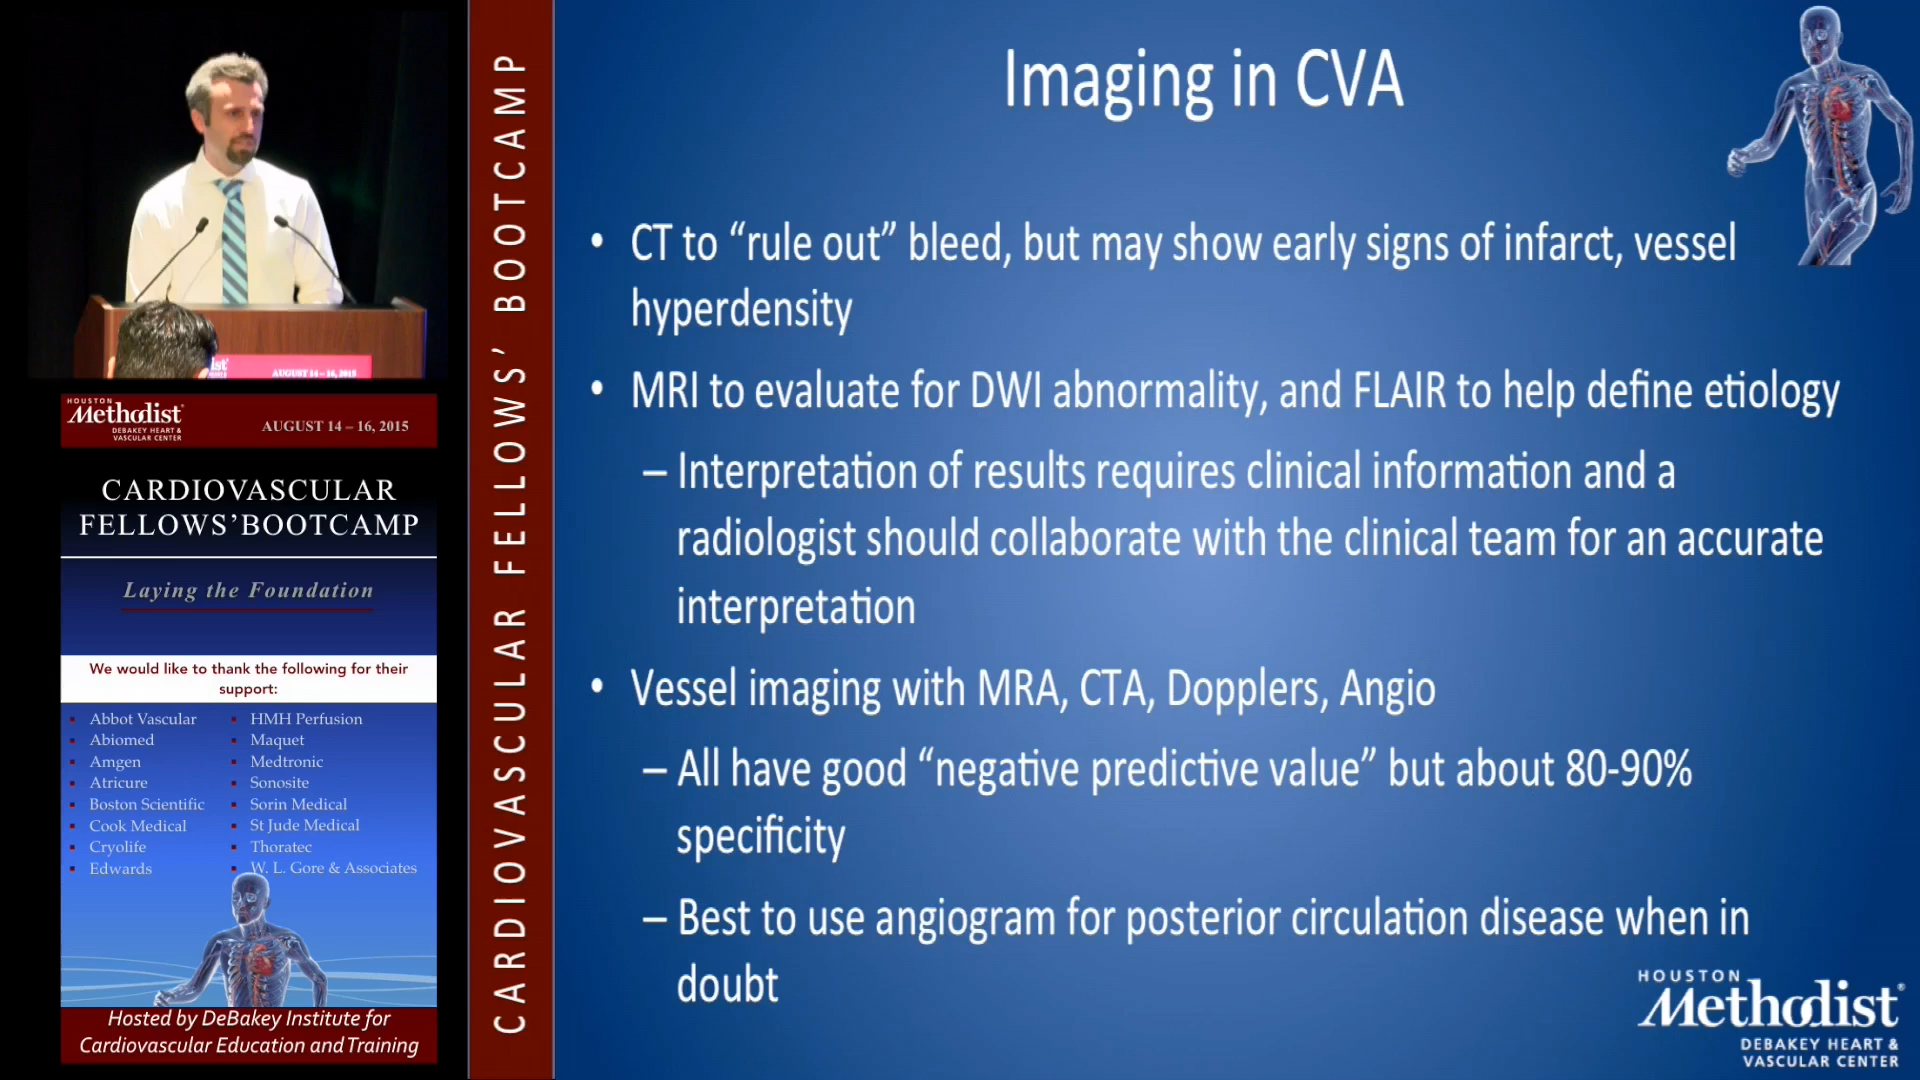 Imaging in CVA
• CT to “rule out” bleed, but may show early signs of infarct, vessel
hyperdensity
• MRI to evaluate for DWI abnormality, and FLAIR to help define etiology
– Interpretation of results requires clinical information and a
radiologist should collaborate with the clinical team for an accurate
interpretation
• Vessel imaging with MRA, CTA, Dopplers, Angio
– All have good “negative predictive value” but about 80-90%
specificity
– Best to use angiogram for posterior circulation disease when in
doubt
HOUSTON
Methodist®
DEBAKEY HEART &
VASCULAR CENTER
CARDIOVASCULAR FELLOWS’ BOOTCAMP
AUGUST 14 – 16, 2015
HOUSTON
Methodist
DEBAKEY HEART &
VASCULAR CENTER
AUGUST 14 – 16, 2015
CARDIOVASCULAR
FELLOWS’BOOTCAMP
Laying the Foundation
We would like to thank the following for their
support:
▪ Abbot Vascular
▪ Abiomed
▪ Amgen
▪ Atricure
▪ Boston Scientific
▪ Cook Medical
▪ Cryolife
▪ Edwards
▪ HMH Perfusion
▪ Maquet
▪ Medtronic
▪ Sonosite
▪ Sorin Medical
▪ St Jude Medical
▪ Thoratec
▪ W. L. Gore & Associates
Hosted by DeBakey Institute for
Cardiovascular Education and Training